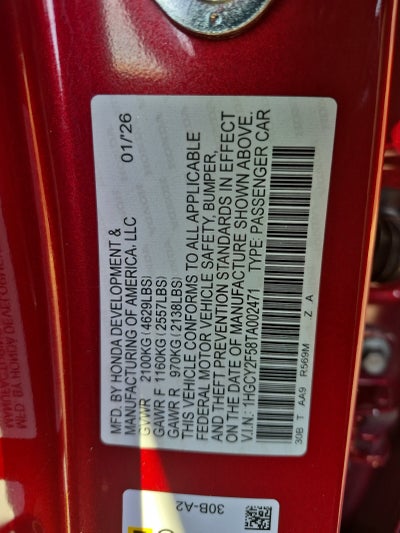 MFD. BY HONDA DEVELOPMENT &
MANUFACTURING OF AMERICA, LLC
01/26
GVWR 2100KG (4629LBS)
GAWR F 1160KG (2557LBS)
GAWR R 970KG (2138LBS)
THIS VEHICLE CONFORMS TO ALL APPLICABLE
FEDERAL MOTOR VEHICLE SAFETY, BUMPER,
AND THEFT PREVENTION STANDARDS IN EFFECT
ON THE DATE OF MANUFACTURE SHOWN ABOVE.
V.I.N.: 1HGCY2F58TA002471 TYPE: PASSENGER CAR
30B T AA9 R569M Z A
30B-A2